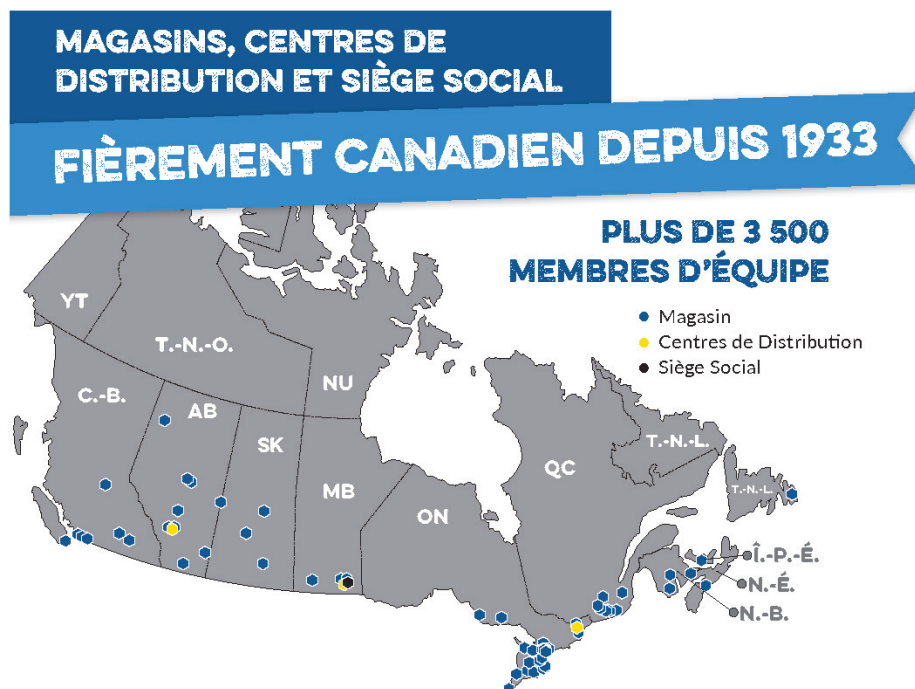 MAGASINS, CENTRES DE
DISTRIBUTION ET SIÈGE SOCIAL
FIÈREMENT CANADIEN DEPUIS 1933
PLUS DE 3 500
MEMBRES D'ÉQUIPE
Magasin
Centres de Distribution
Siège Social
YT
T.-N.-O.
NU
C.-B.
AB
SK
MB
ON
QC
T.-N.-L.
T.-N.-L.
Î.-P.-É.
N.-É.
N.-B.